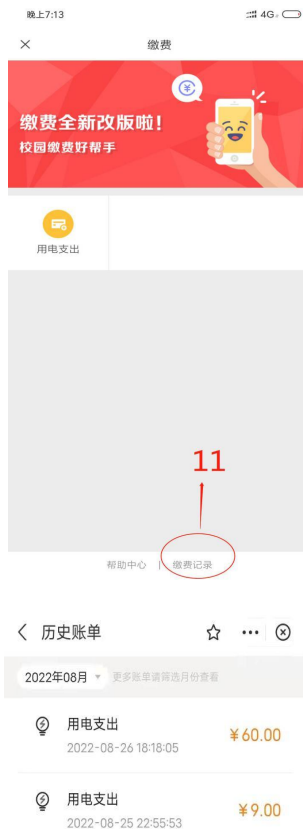 晚上7:13
4G
缴费
缴费全新改版啦！
校园缴费好帮手
用电支出
11
帮助中心 | 缴费记录
历史账单
2022年08月 更多账单请筛选月份查看
用电支出
¥60.00
2022-08-26 18:18:05
用电支出
¥9.00
2022-08-25 22:55:53